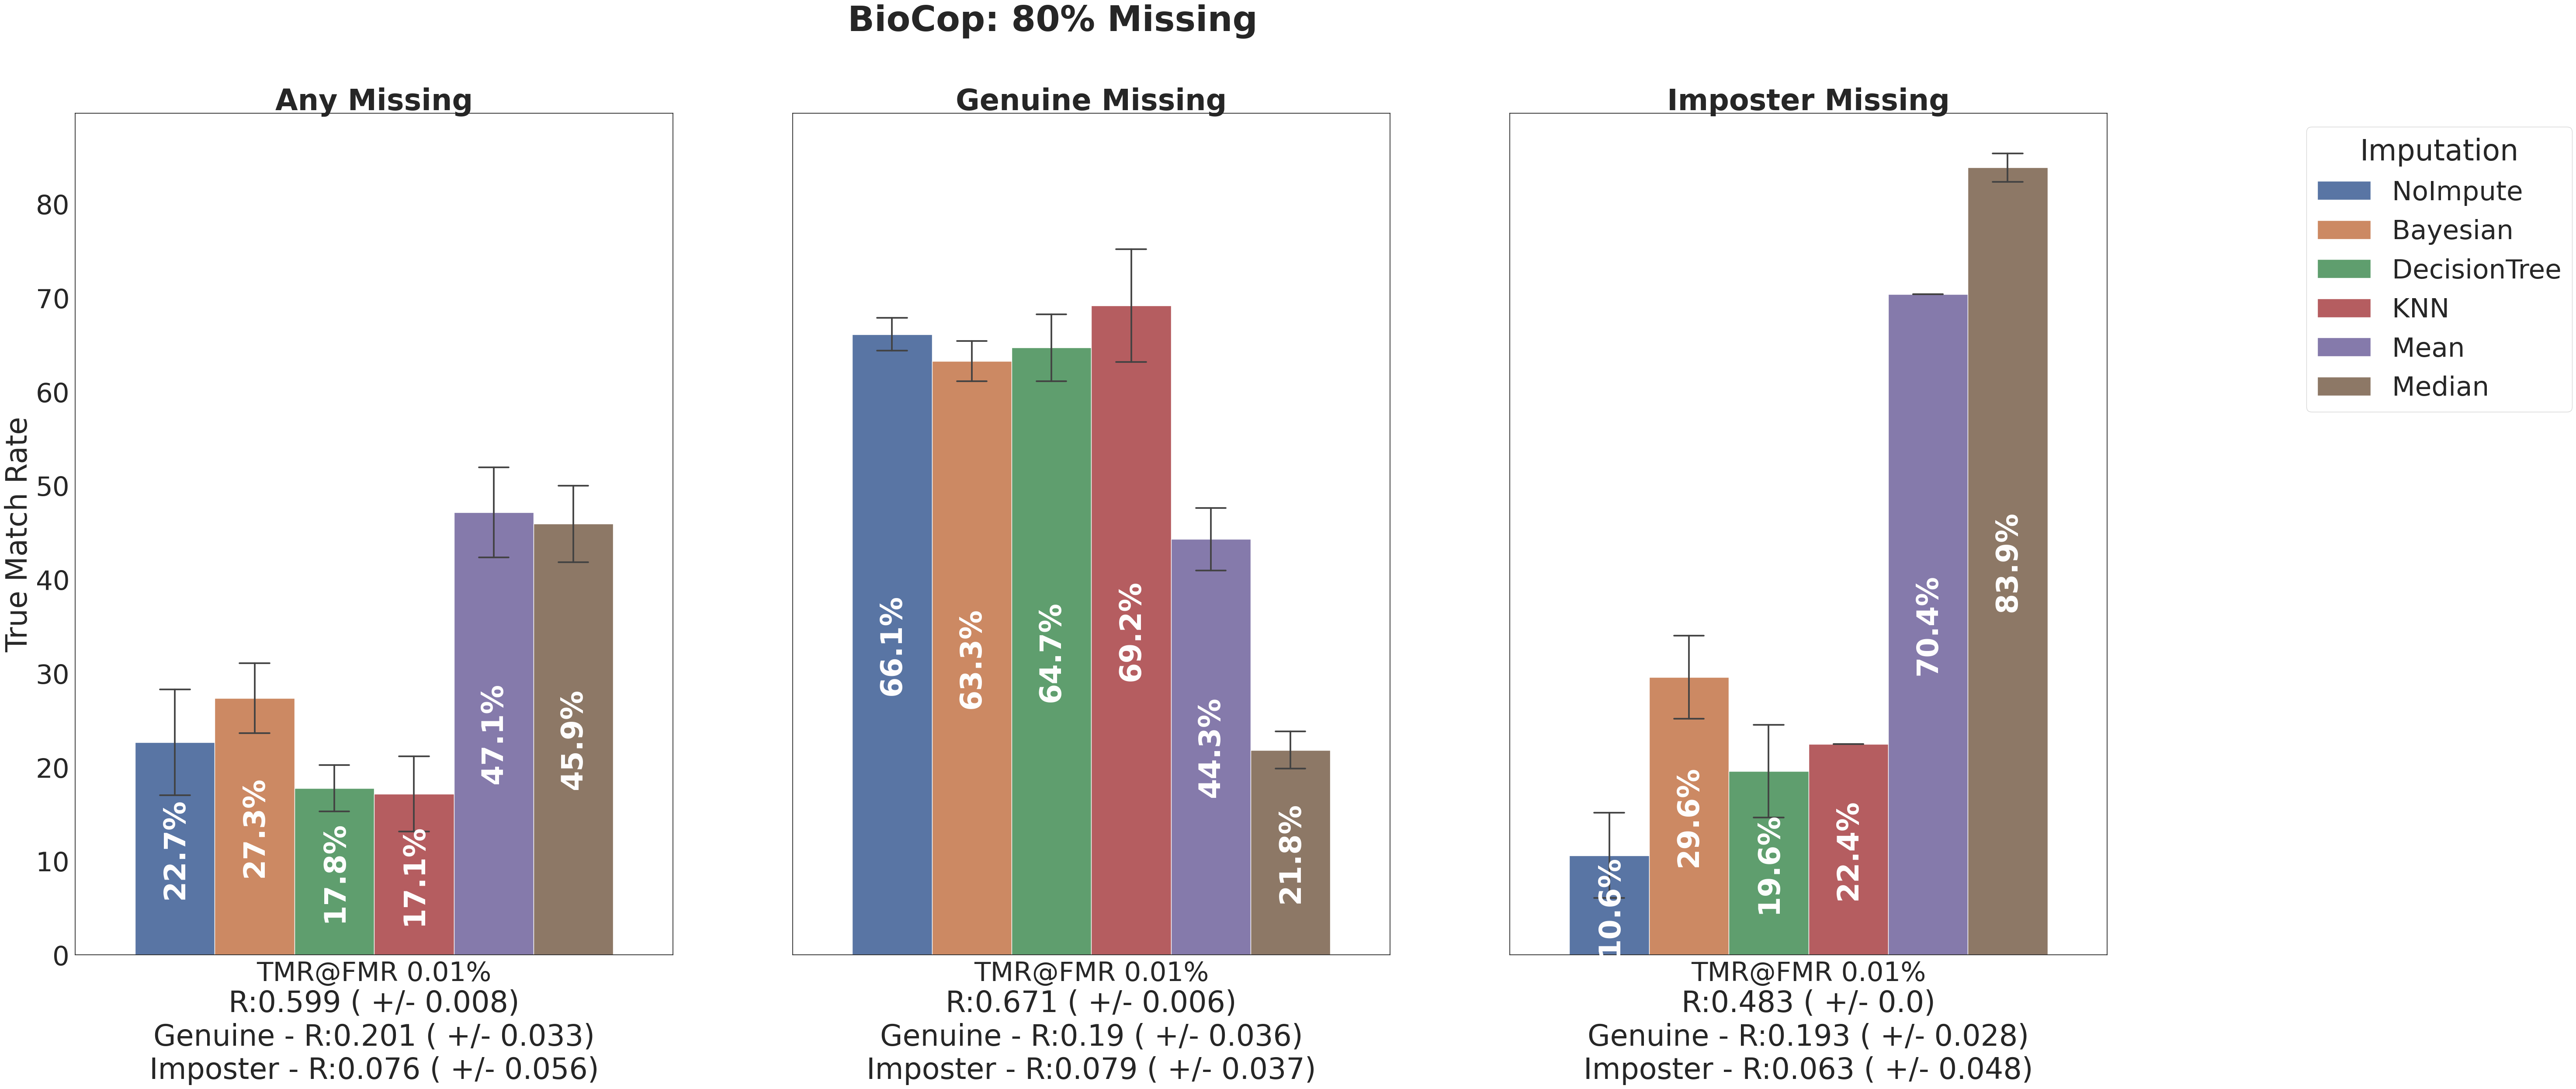 BioCop: 80% Missing
Any Missing
Genuine Missing
Imposter Missing
True Match Rate
80
70
60
50
40
30
20
10
0
22.7%
27.3%
17.8%
17.1%
47.1%
45.9%
66.1%
63.3%
64.7%
69.2%
44.3%
21.8%
10.6%
29.6%
19.6%
22.4%
70.4%
83.9%
TMR@FMR 0.01%
R:0.599 ( +/- 0.008)
Genuine - R:0.201 ( +/- 0.033)
Imposter - R:0.076 ( +/- 0.056)
TMR@FMR 0.01%
R:0.671 ( +/- 0.006)
Genuine - R:0.19 ( +/- 0.036)
Imposter - R:0.079 ( +/- 0.037)
TMR@FMR 0.01%
R:0.483 ( +/- 0.0)
Genuine - R:0.193 ( +/- 0.028)
Imposter - R:0.063 ( +/- 0.048)
Imputation
NoImpute
Bayesian
DecisionTree
KNN
Mean
Median